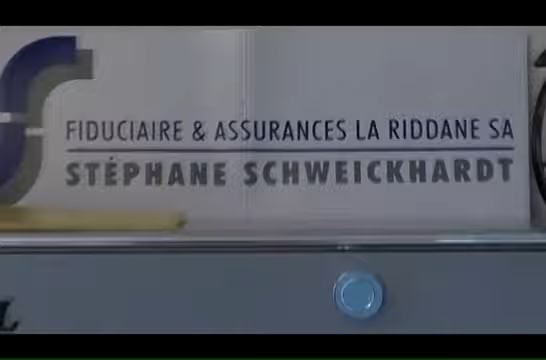 FIDUCIAIRE & ASSURANCES LA RIDDANE SA
STÉPHANE SCHWEICKHARDT